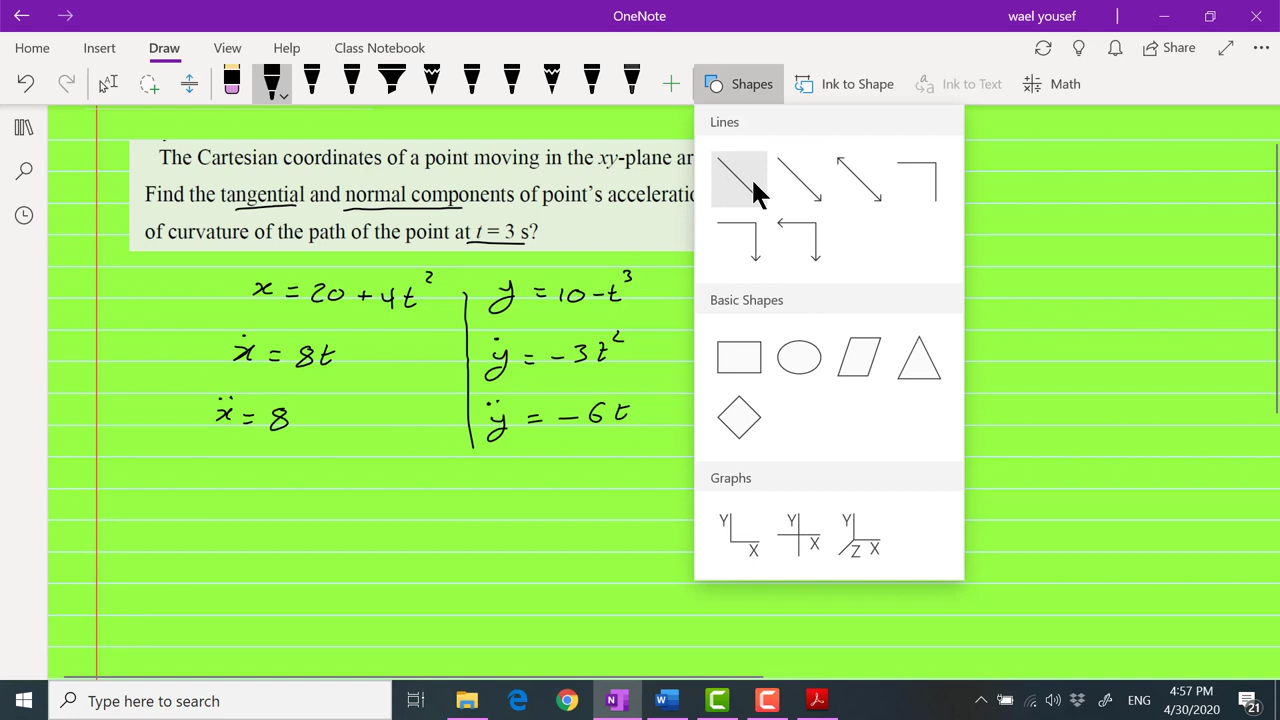 OneNote
wael yousef
Home Insert Draw View Help Class Notebook Share
Shapes Ink to Shape Ink to Text Math
Lines
The Cartesian coordinates of a point moving in the xy-plane
Find the tangential and normal components of point's acceleration
of curvature of the path of the point at t = 3 s?
x = 20 + 4t² y = 10 - t³
ẋ = 8t ẏ = -3t²
ẍ = 8 ÿ = -6t
Basic Shapes
Graphs
Y X Y X Y Z X
Type here to search
ENG
4:57 PM
4/30/2020
21